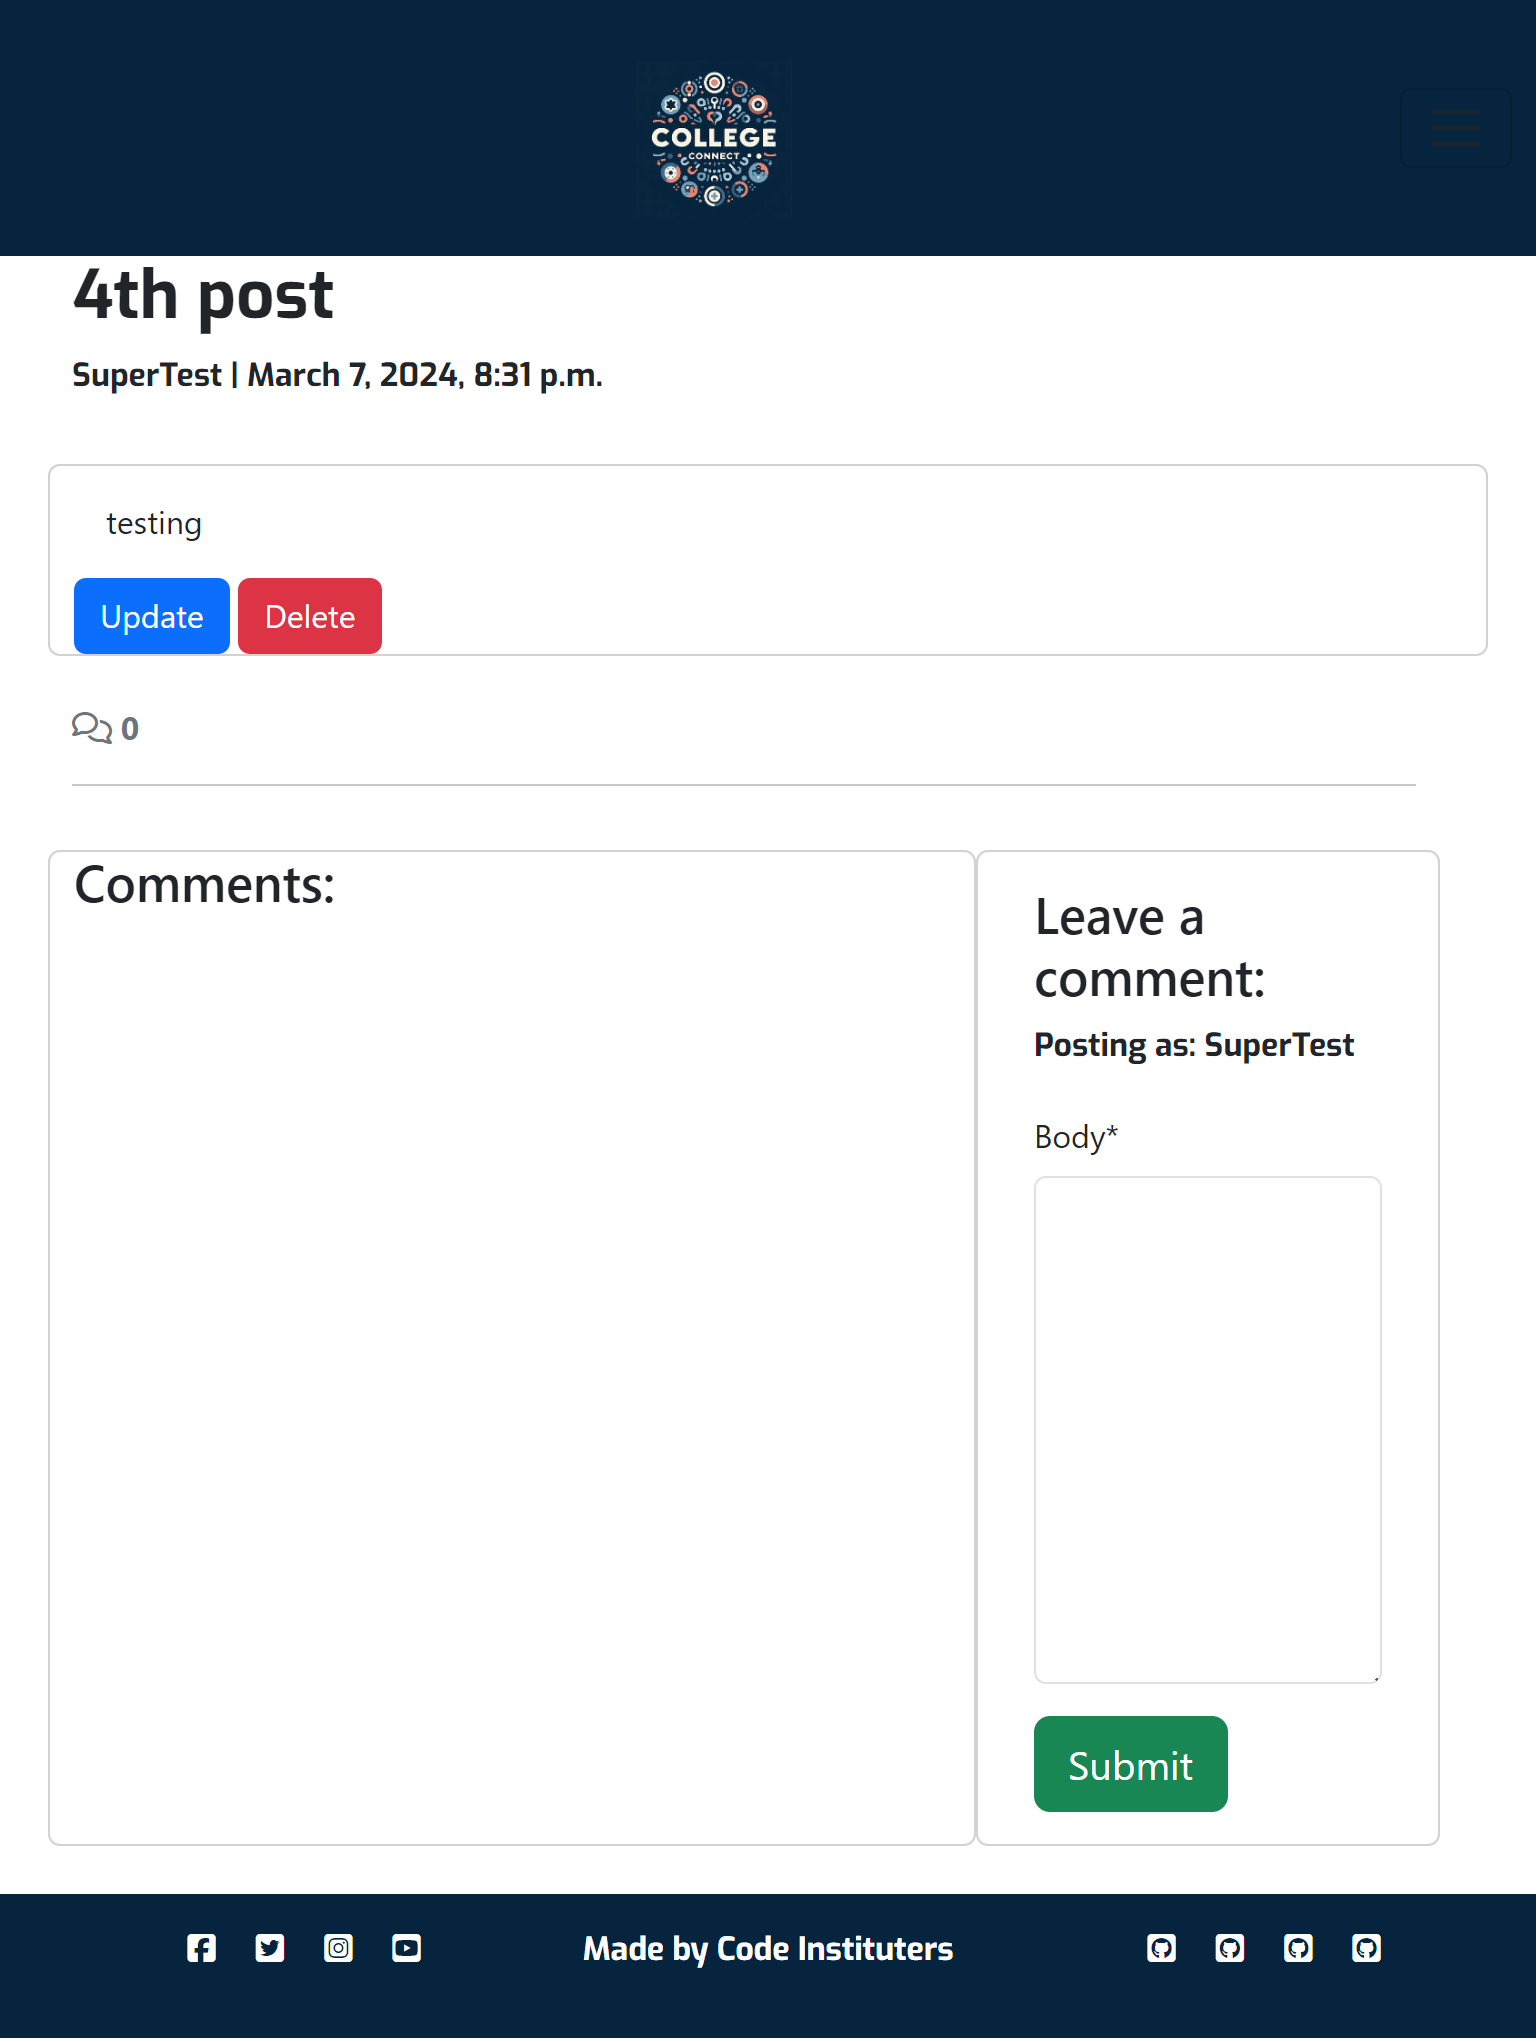 COLLEGE
CONNECT
4th post
SuperTest | March 7, 2024, 8:31 p.m.
testing
Update Delete
0
Comments:
Leave a
comment:
Posting as: SuperTest
Body*
Submit
Made by Code Instituters